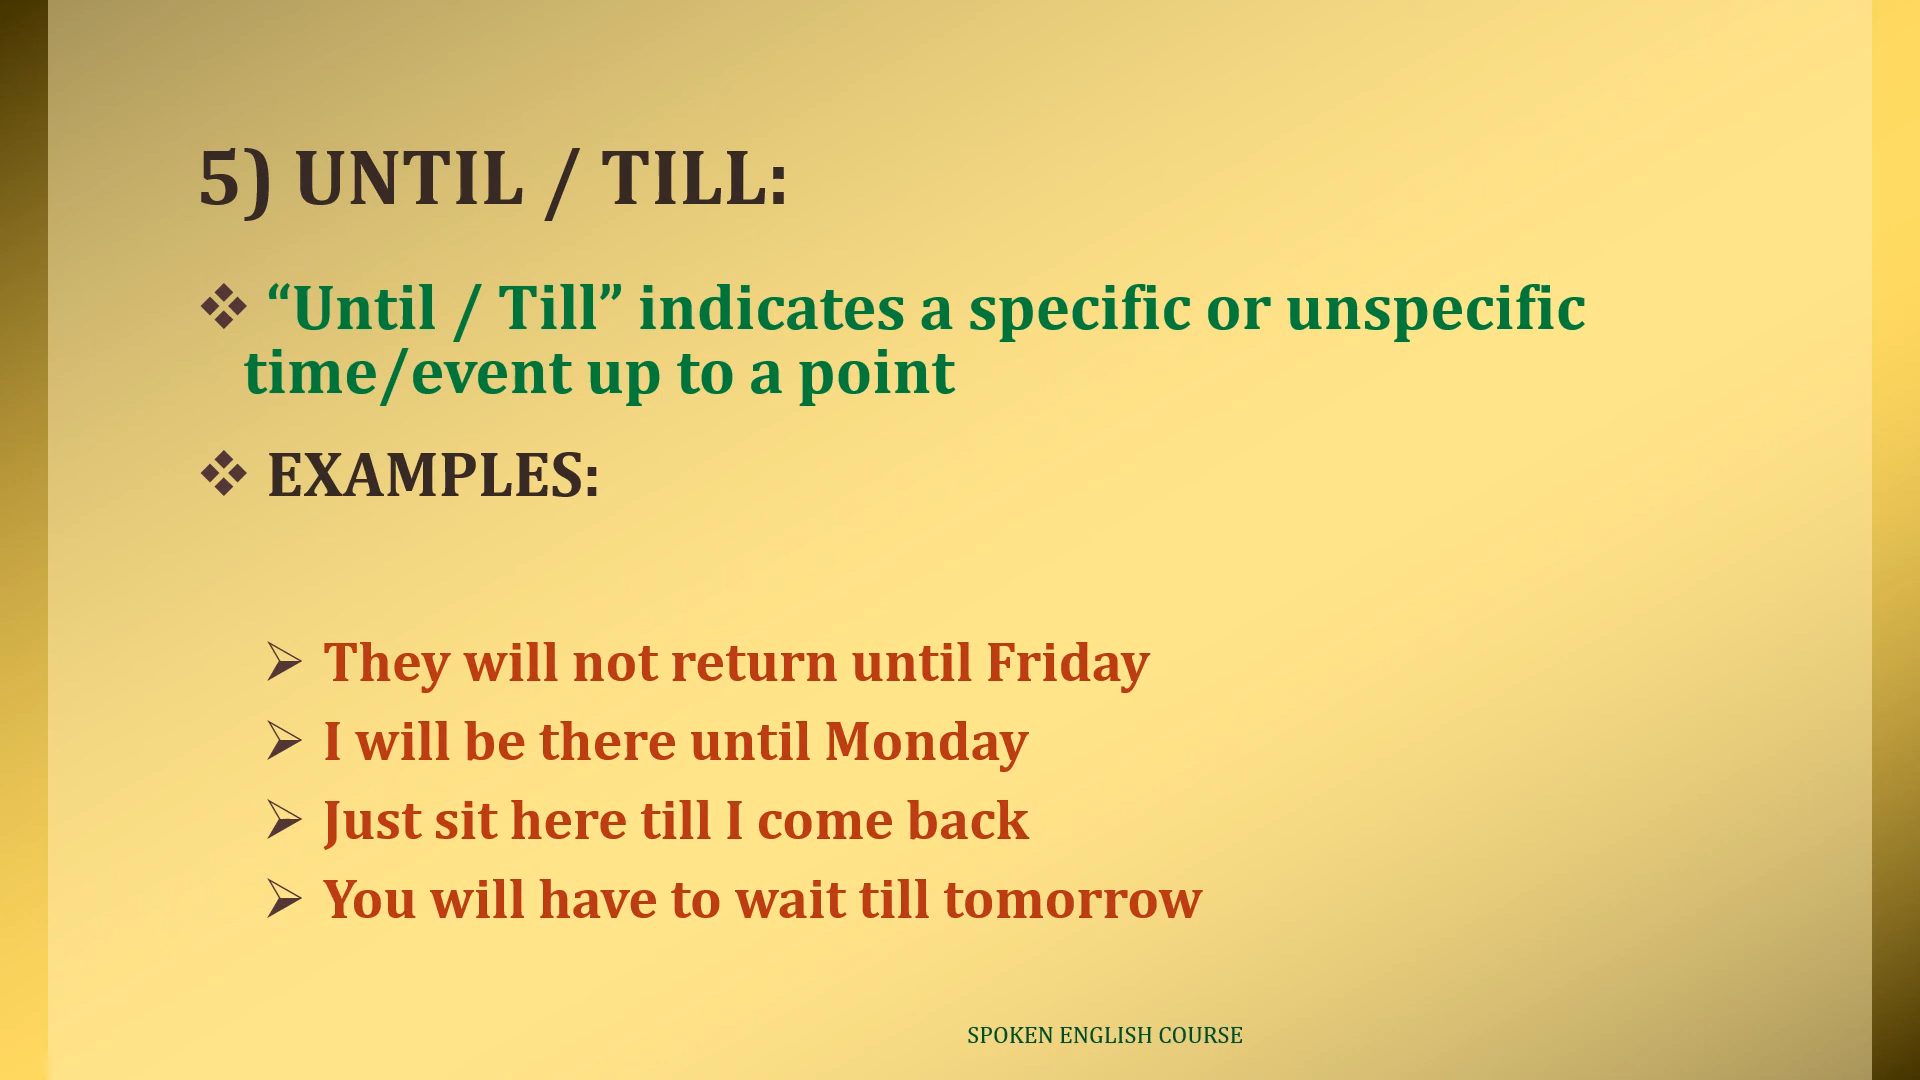 5) UNTIL / TILL:
❖ “Until / Till” indicates a specific or unspecific
time/event up to a point
❖ EXAMPLES:
➢ They will not return until Friday
➢ I will be there until Monday
➢ Just sit here till I come back
➢ You will have to wait till tomorrow
SPOKEN ENGLISH COURSE